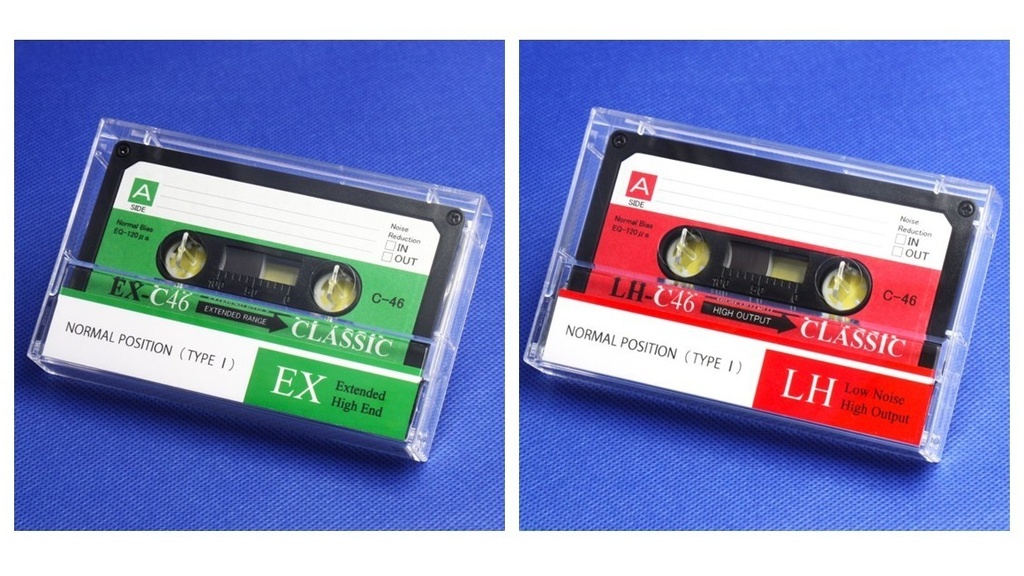 A
SIDE
Normal Bias
EQ-120μs
Noise
Reduction
IN
OUT
C-46
EX-C46
EXTENDED RANGE
CLASSIC
NORMAL POSITION (TYPE I)
EX
Extended
High End
A
SIDE
Normal Bias
EQ-120μs
Noise
Reduction
IN
OUT
C-46
LH-C46
HIGH OUTPUT
CLASSIC
NORMAL POSITION (TYPE I)
LH
Low Noise
High Output